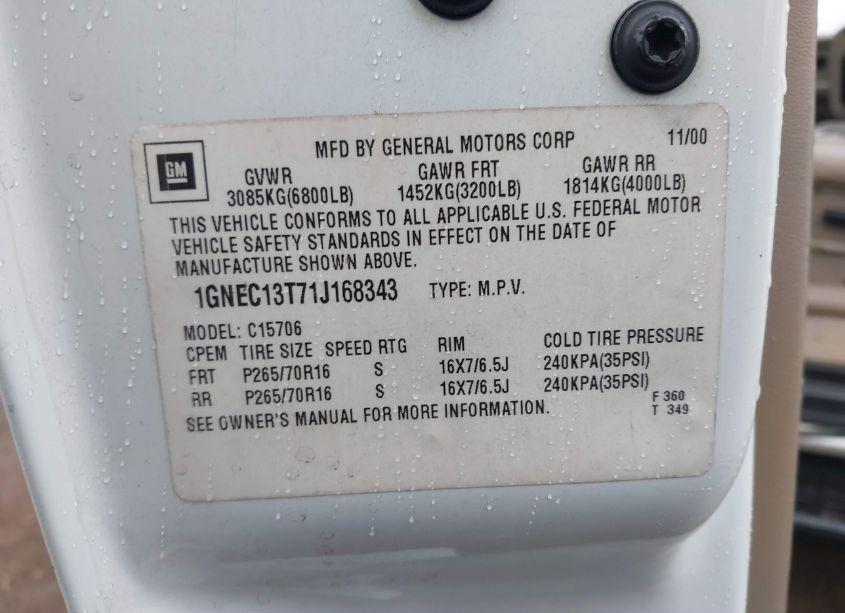 MFD BY GENERAL MOTORS CORP 11/00
GM
GVWR GAWR FRT GAWR RR
3085KG(6800LB) 1452KG(3200LB) 1814KG(4000LB)
THIS VEHICLE CONFORMS TO ALL APPLICABLE U.S. FEDERAL MOTOR
VEHICLE SAFETY STANDARDS IN EFFECT ON THE DATE OF
MANUFACTURE SHOWN ABOVE.
1GNEC13T71J168343 TYPE: M.P.V.
MODEL: C15706
CPEM TIRE SIZE SPEED RTG RIM COLD TIRE PRESSURE
FRT P265/70R16 S 16X7/6.5J 240KPA(35PSI)
RR P265/70R16 S 16X7/6.5J 240KPA(35PSI)
SEE OWNER'S MANUAL FOR MORE INFORMATION.
F 360
T 349